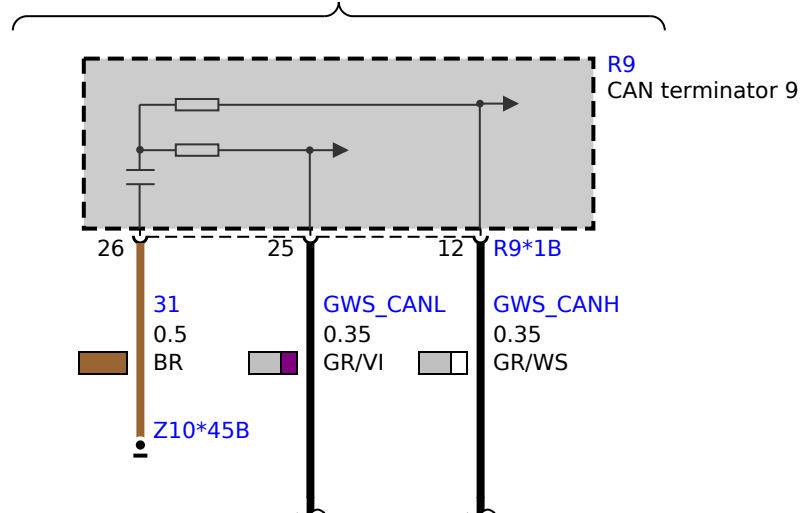 R9
CAN terminator 9
26
25
12
R9*1B
31
GWS_CANL
GWS_CANH
0.5
0.35
0.35
BR
GR/VI
GR/WS
Z10*45B